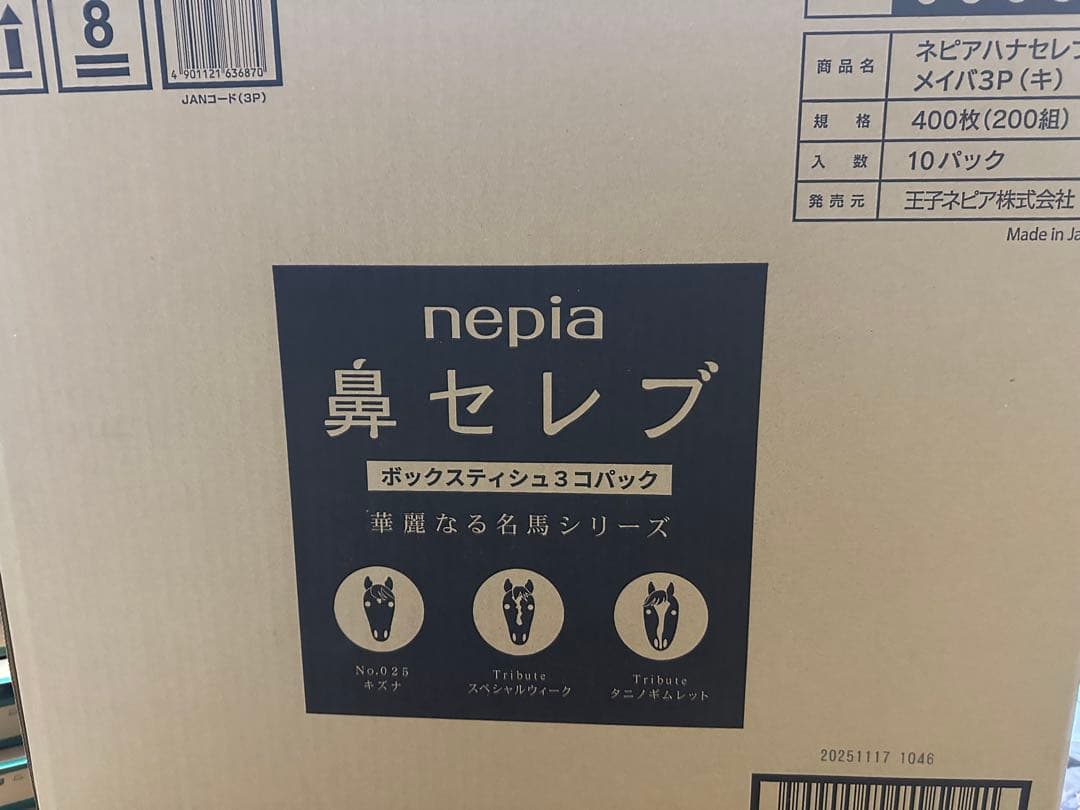 8
4 901121 636870
JANコード(3P)
商品名
ネピアハナセレブ
メイバ3P(キ)
規格
400枚(200組)
入数
10パック
発売元
王子ネピア株式会社
Made in Ja
nepia
鼻セレブ
ボックスティシュ3コパック
華麗なる名馬シリーズ
No.025
キズナ
Tribute
スペシャルウィーク
Tribute
タニノギムレット
20251117 1046